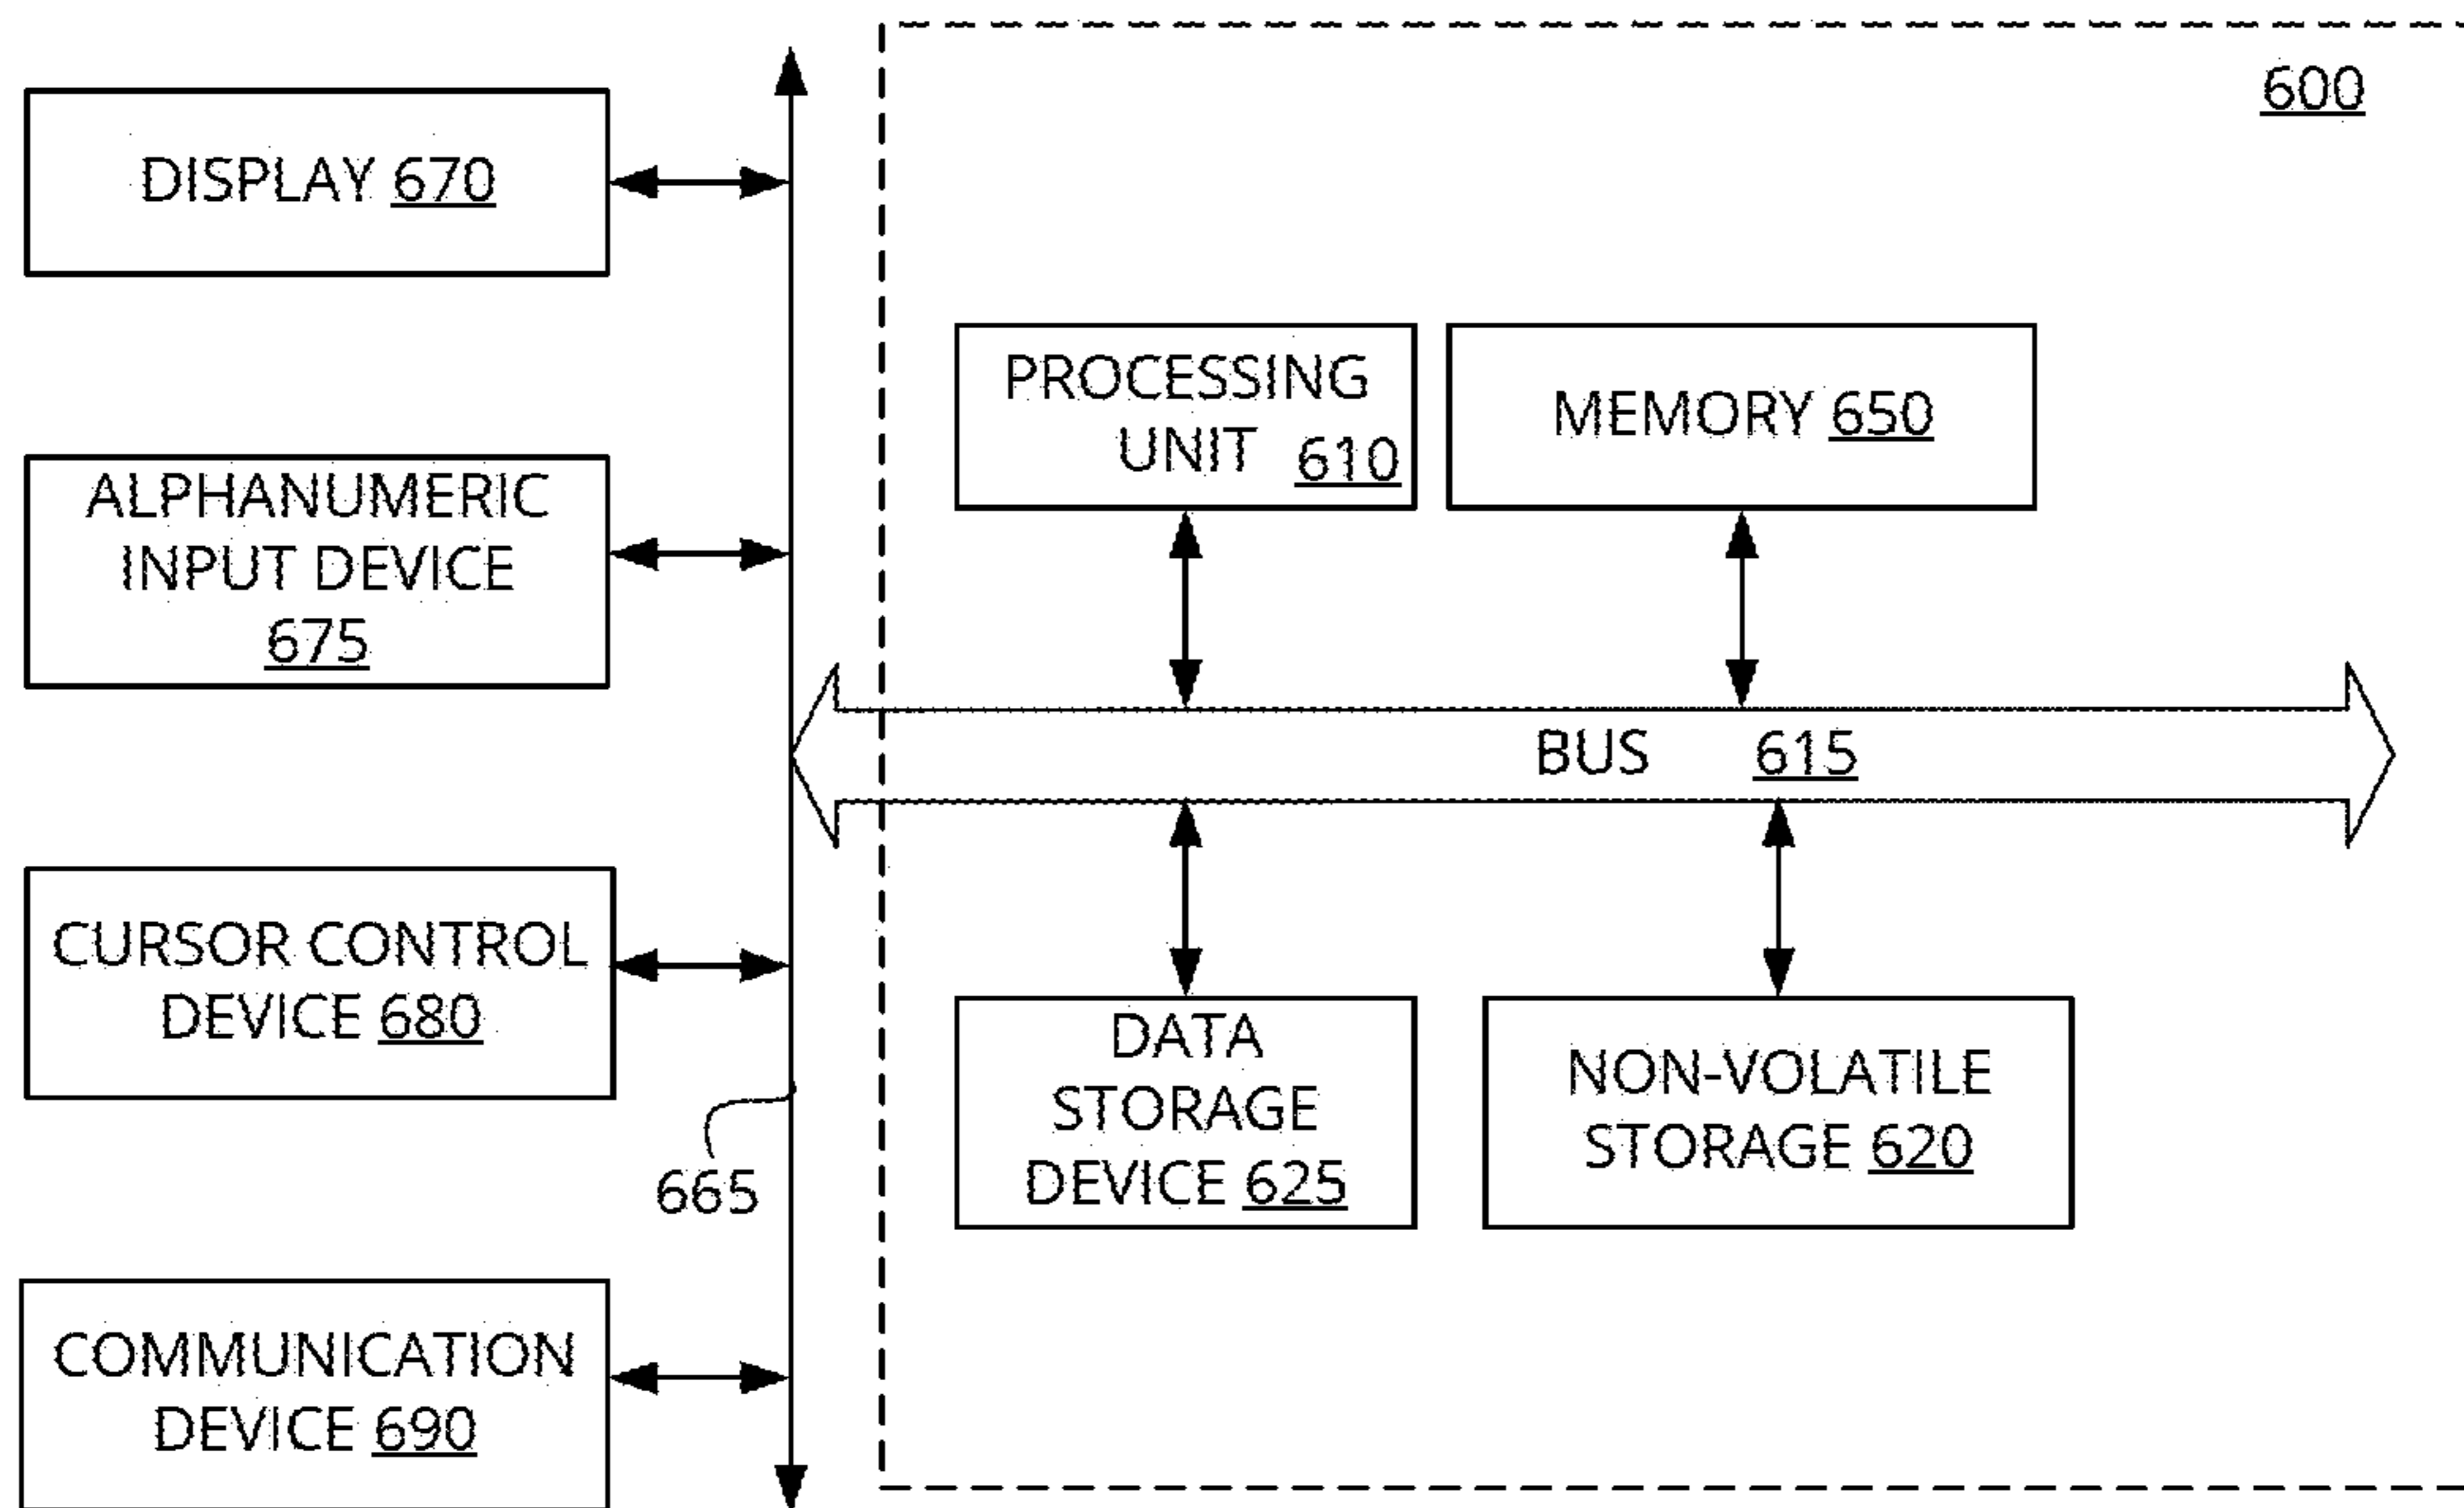 600
DISPLAY 670
PROCESSING
UNIT 610
MEMORY 650
ALPHANUMERIC
INPUT DEVICE
675
BUS 615
CURSOR CONTROL
DEVICE 680
DATA
STORAGE
DEVICE 625
NON-VOLATILE
STORAGE 620
665
COMMUNICATION
DEVICE 690